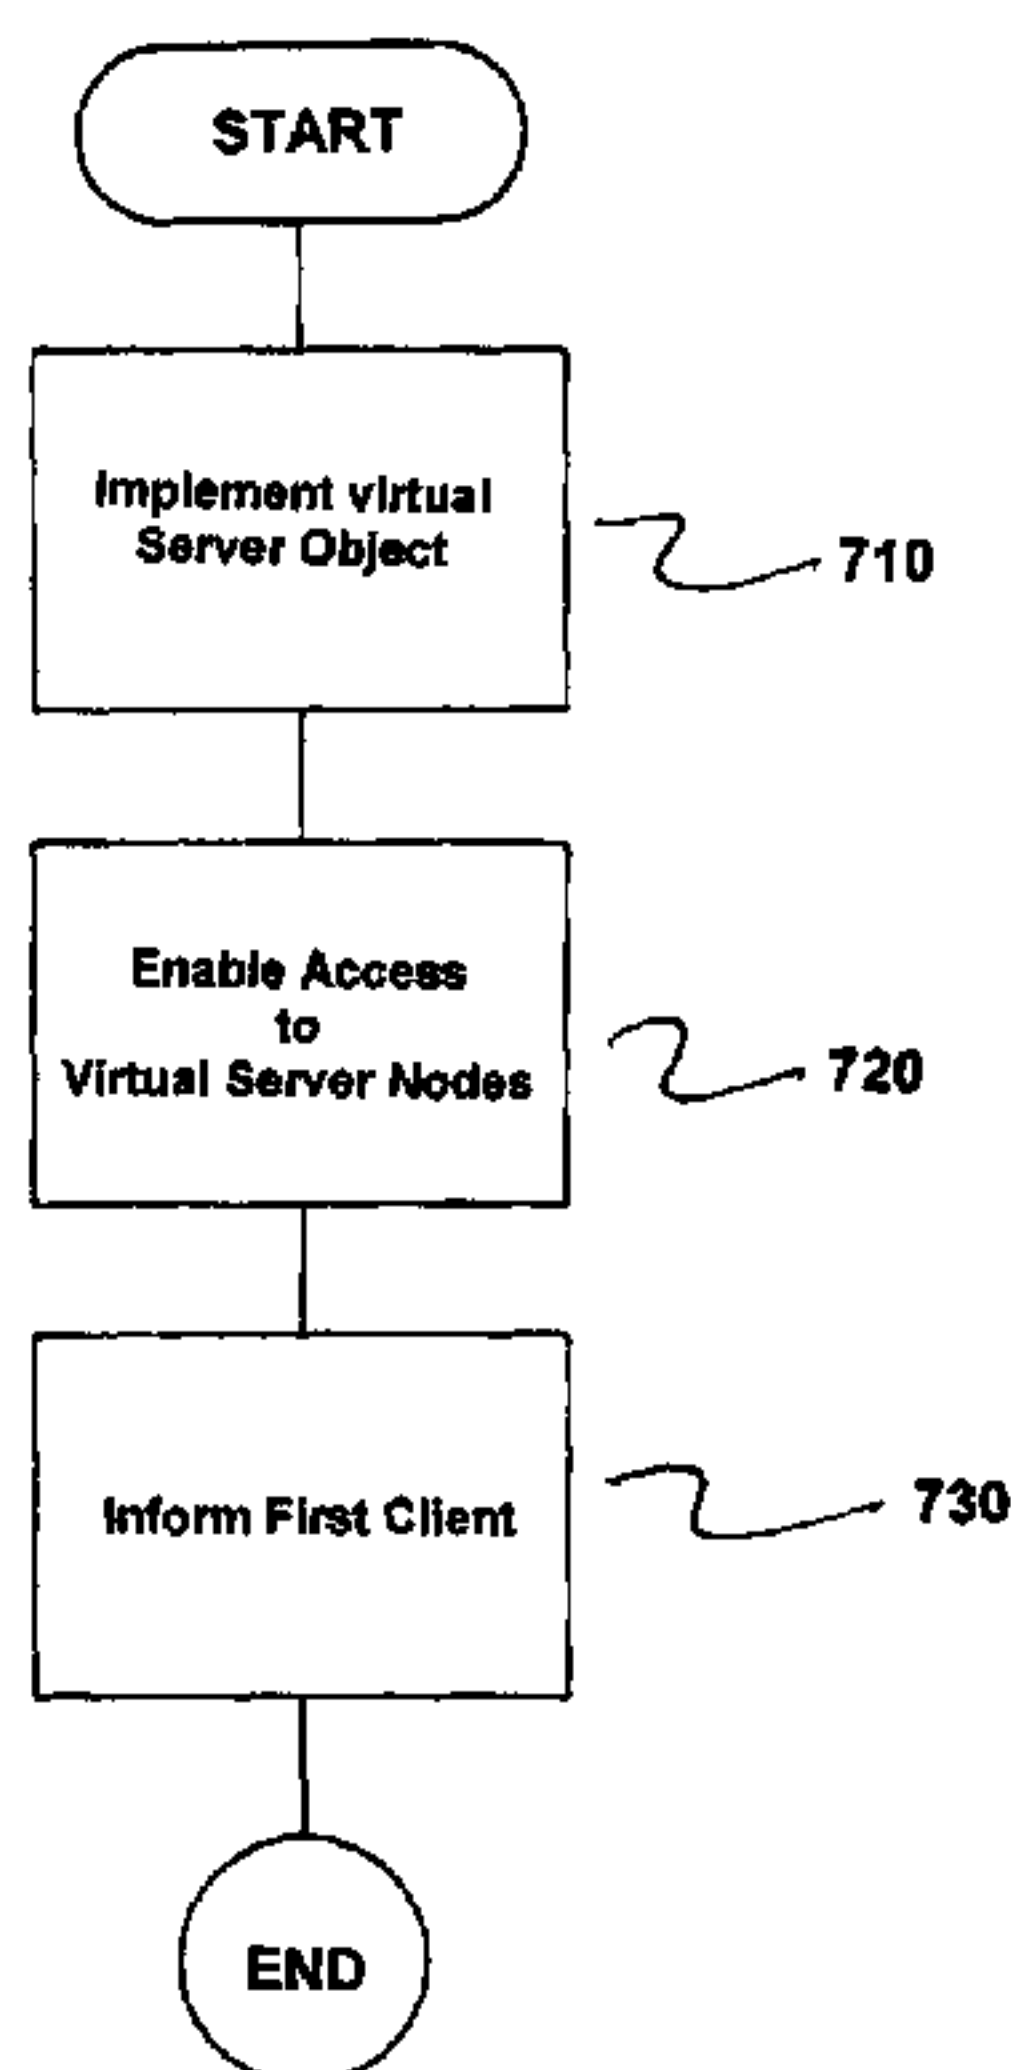 START
Implement virtual
Server Object
710
Enable Access
to
Virtual Server Nodes
720
Inform First Client
730
END